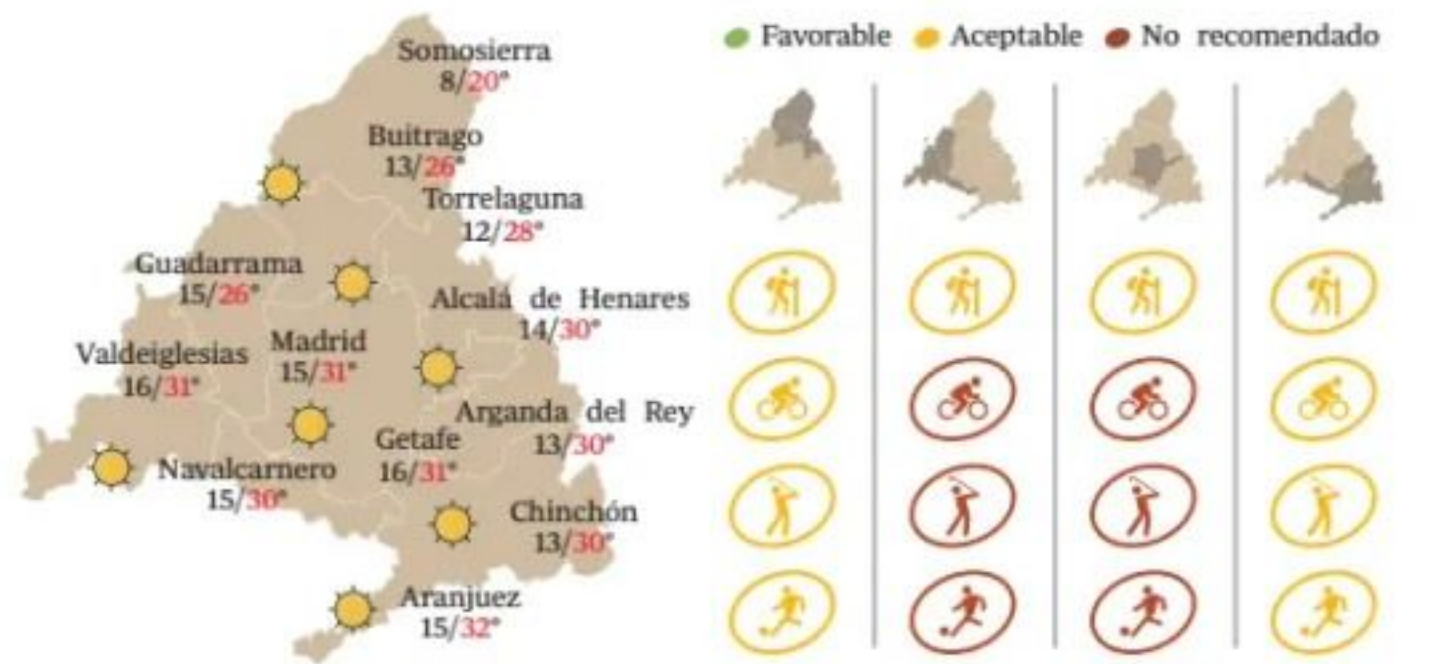 Somosierra
8/20°
Buitrago
13/26°
Torrelaguna
12/28°
Guadarrama
15/26°
Alcalá de Henares
14/30°
Madrid
15/31°
Valdeiglesias
16/31°
Arganda del Rey
13/30°
Getafe
16/31°
Navalcarnero
15/30°
Chinchón
13/30°
Aranjuez
15/32°
Favorable Aceptable No recomendado